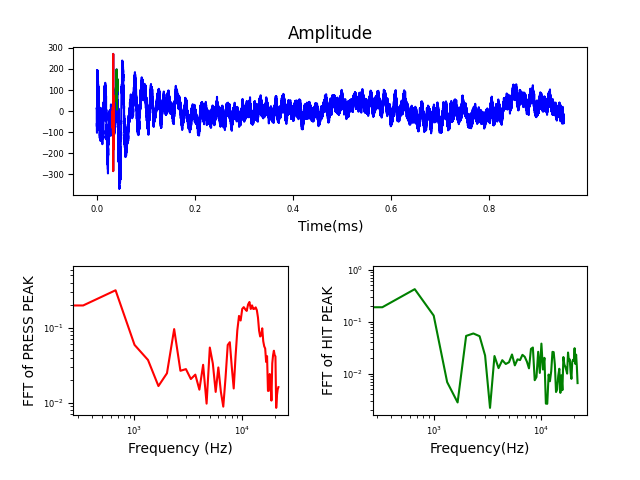 Amplitude
300
200
100
0
−100
−200
−300
0.0 0.2 0.4 0.6 0.8
Time(ms)
FFT of PRESS PEAK
10⁻¹
10⁻²
10³ 10⁴
Frequency (Hz)
FFT of HIT PEAK
10⁰
10⁻¹
10⁻²
10³ 10⁴
Frequency(Hz)